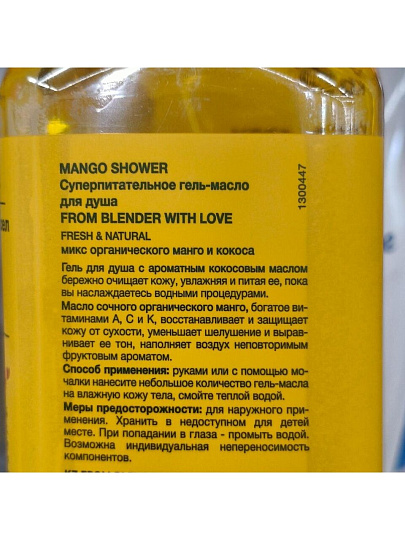 MANGO SHOWER
Суперпитательное гель-масло
для душа
FROM BLENDER WITH LOVE
FRESH & NATURAL
микс органического манго и кокоса
Гель для душа с ароматным кокосовым маслом
бережно очищает кожу, увлажняя и питая ее, пока
вы наслаждаетесь водными процедурами.
Масло сочного органического манго, богатое ви-
таминами А, С и К, восстанавливает и защищает
кожу от сухости, уменьшает шелушение и вырав-
нивает ее тон, наполняет воздух неповторимым
фруктовым ароматом.
Способ применения: руками или с помощью мо-
чалки нанесите небольшое количество гель-масла
на влажную кожу тела, смойте теплой водой.
Меры предосторожности: для наружного при-
менения. Хранить в недоступном для детей
месте. При попадании в глаза - промыть водой.
Возможна индивидуальная непереносимость
компонентов.
1300447